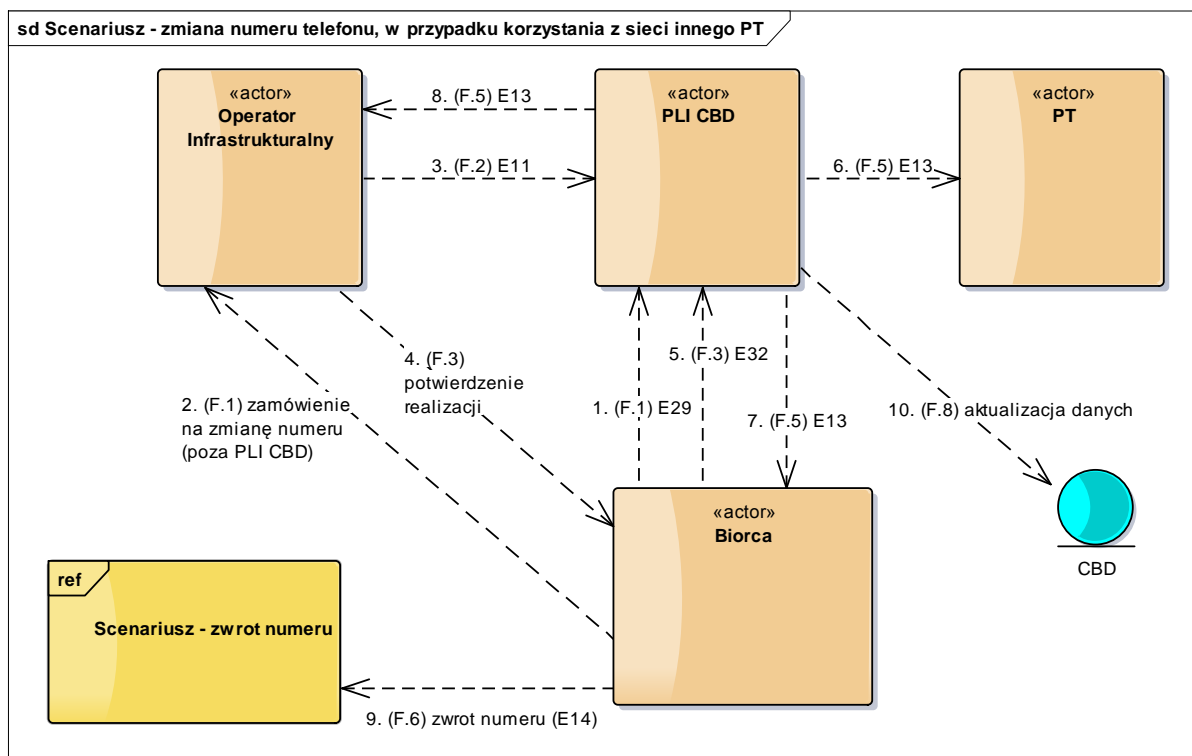 sd Scenariusz - zmiana numeru telefonu, w przypadku korzystania z sieci innego PT
«actor»
Operator
Infrastrukturalny
8. (F.5) E13
3. (F.2) E11
«actor»
PLI CBD
6. (F.5) E13
«actor»
PT
2. (F.1) zamówienie
na zmianę numeru
(poza PLI CBD)
4. (F.3)
potwierdzenie
realizacji
1. (F.1) E29
5. (F.3) E32
7. (F.5) E13
10. (F.8) aktualizacja danych
«actor»
Biorca
CBD
ref
Scenariusz - zwrot numeru
9. (F.6) zwrot numeru (E14)